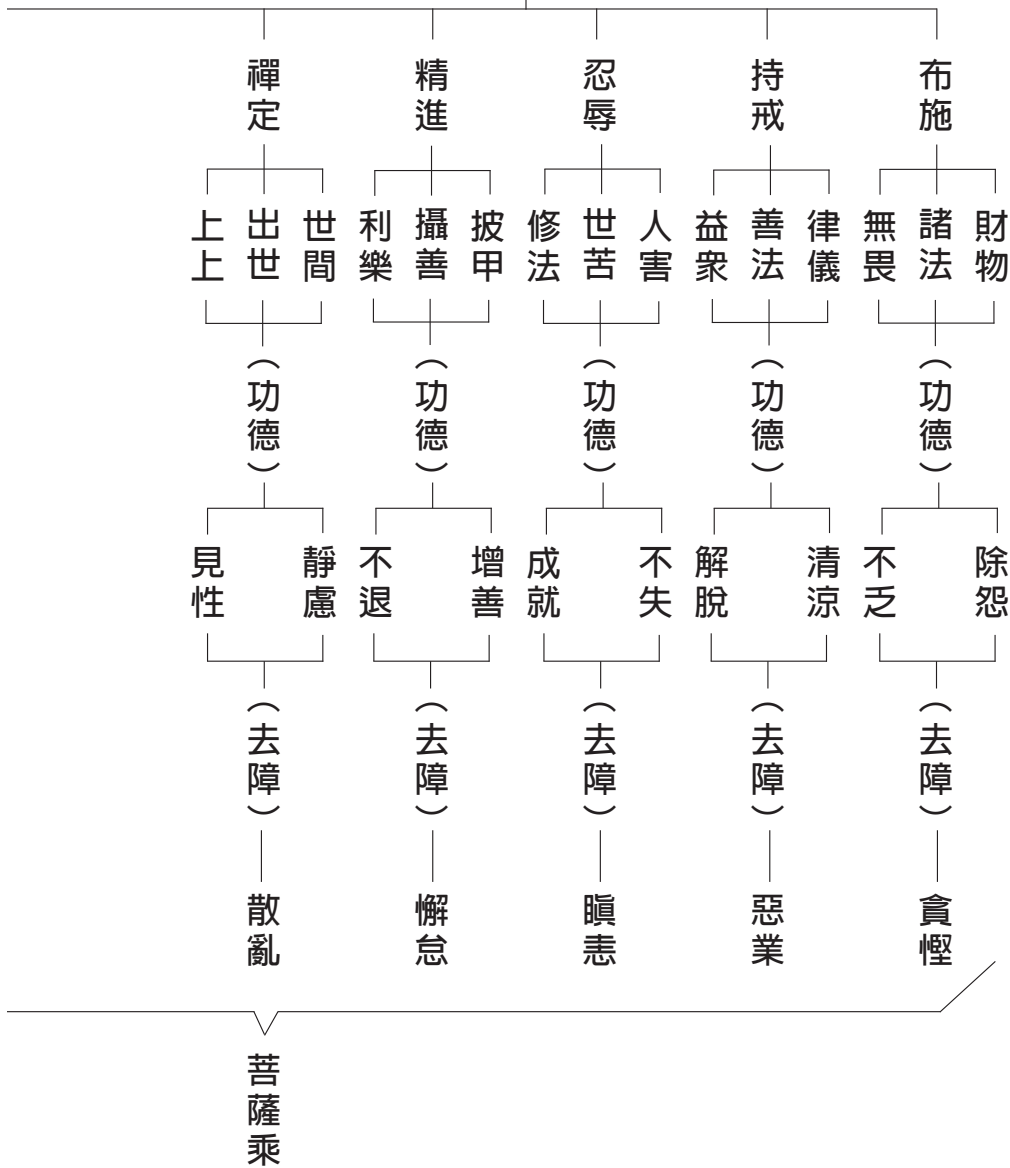 布施
持戒
忍辱
精進
禪定
財物
諸法
無畏
律儀
善法
益衆
人害
世苦
修法
披甲
攝善
利樂
世間
出世
上上
（功德）
（功德）
（功德）
（功德）
（功德）
除怨
不乏
清涼
解脫
不失
成就
增善
不退
靜慮
見性
（去障）
（去障）
（去障）
（去障）
（去障）
貪慳
惡業
瞋恚
懈怠
散亂
菩薩乘